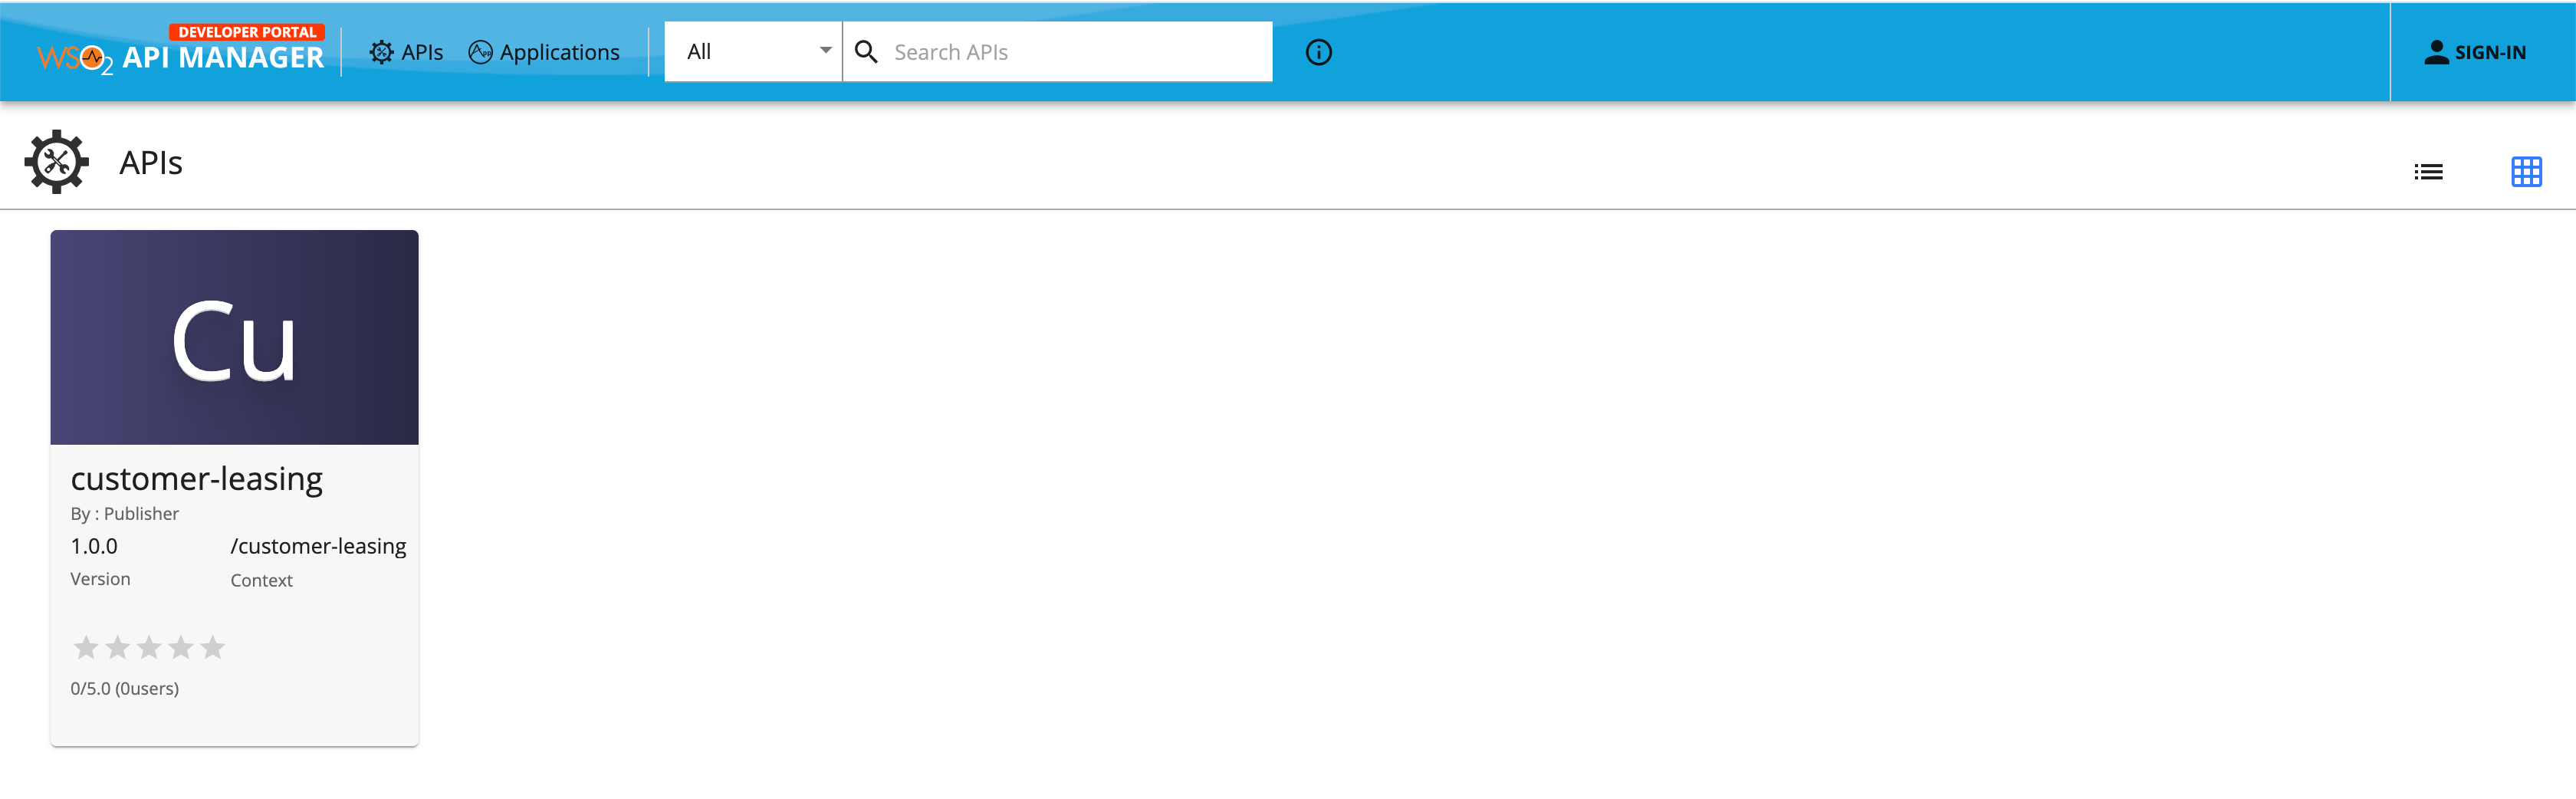 DEVELOPER PORTAL
WSO2 API MANAGER
APIs
Applications
All
Search APIs
SIGN-IN
APIs
Cu
customer-leasing
By : Publisher
1.0.0 /customer-leasing
Version Context
0/5.0 (0users)